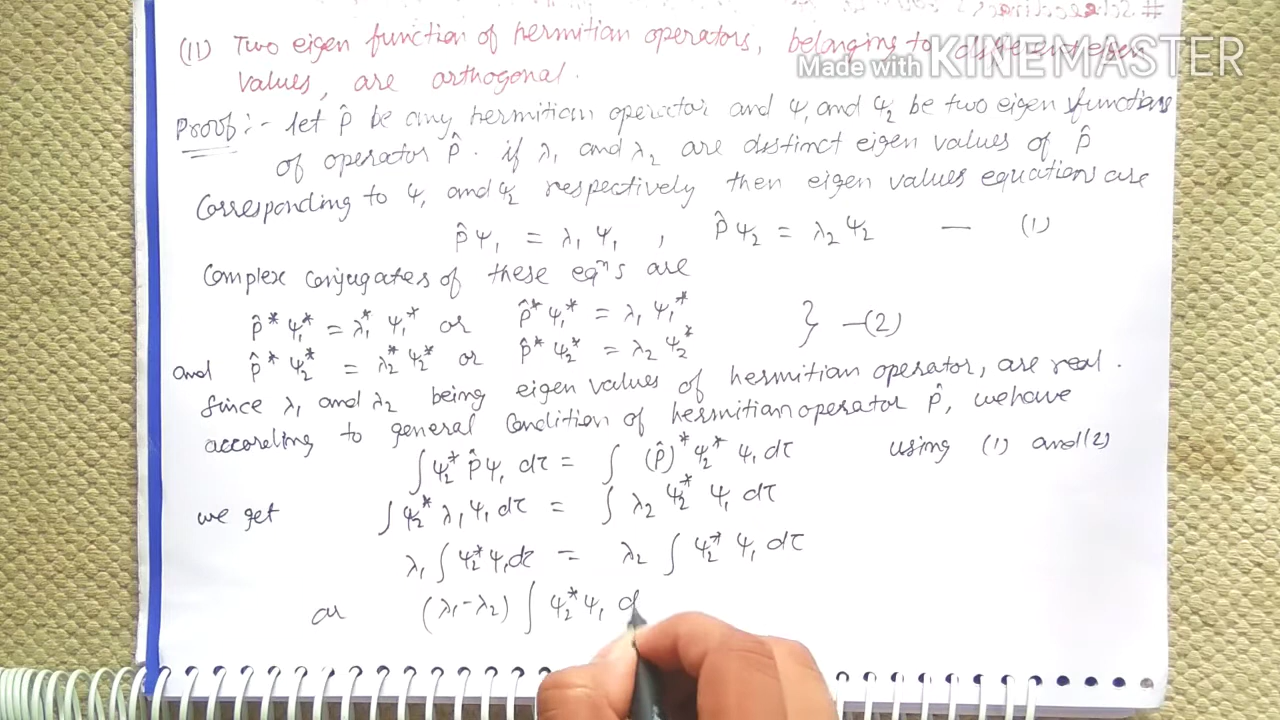 (II) Two eigen function of hermitian operators, belonging to different eigen
values, are orthogonal.
Made with KINEMASTER
Proof:- let p̂ be any hermitian operator and ψ₁ and ψ₂ be two eigen functions
of operator p̂. if λ₁ and λ₂ are distinct eigen values of p̂
Corresponding to ψ₁ and ψ₂ respectively then eigen values equations are
p̂ψ₁ = λ₁ψ₁ , p̂ψ₂ = λ₂ψ₂ — (1)
Complex Conjugates of these eqⁿs are
p̂*ψ₁* = λ₁* ψ₁* or p̂*ψ₁* = λ₁ψ₁*
and p̂*ψ₂* = λ₂*ψ₂* or p̂*ψ₂* = λ₂ψ₂* } —(2)
Since λ₁ and λ₂ being eigen values of hermitian operator, are real.
according to general Condition of hermitian operator p̂, we have
∫ψ₂* p̂ψ₁ dτ = ∫ (p̂)*ψ₂* ψ₁ dτ using (1) and (2)
we get ∫ψ₂* λ₁ψ₁ dτ = ∫ λ₂ ψ₂* ψ₁ dτ
λ₁ ∫ψ₂*ψ₁dτ = λ₂ ∫ ψ₂* ψ₁ dτ
or (λ₁-λ₂) ∫ ψ₂*ψ₁ d